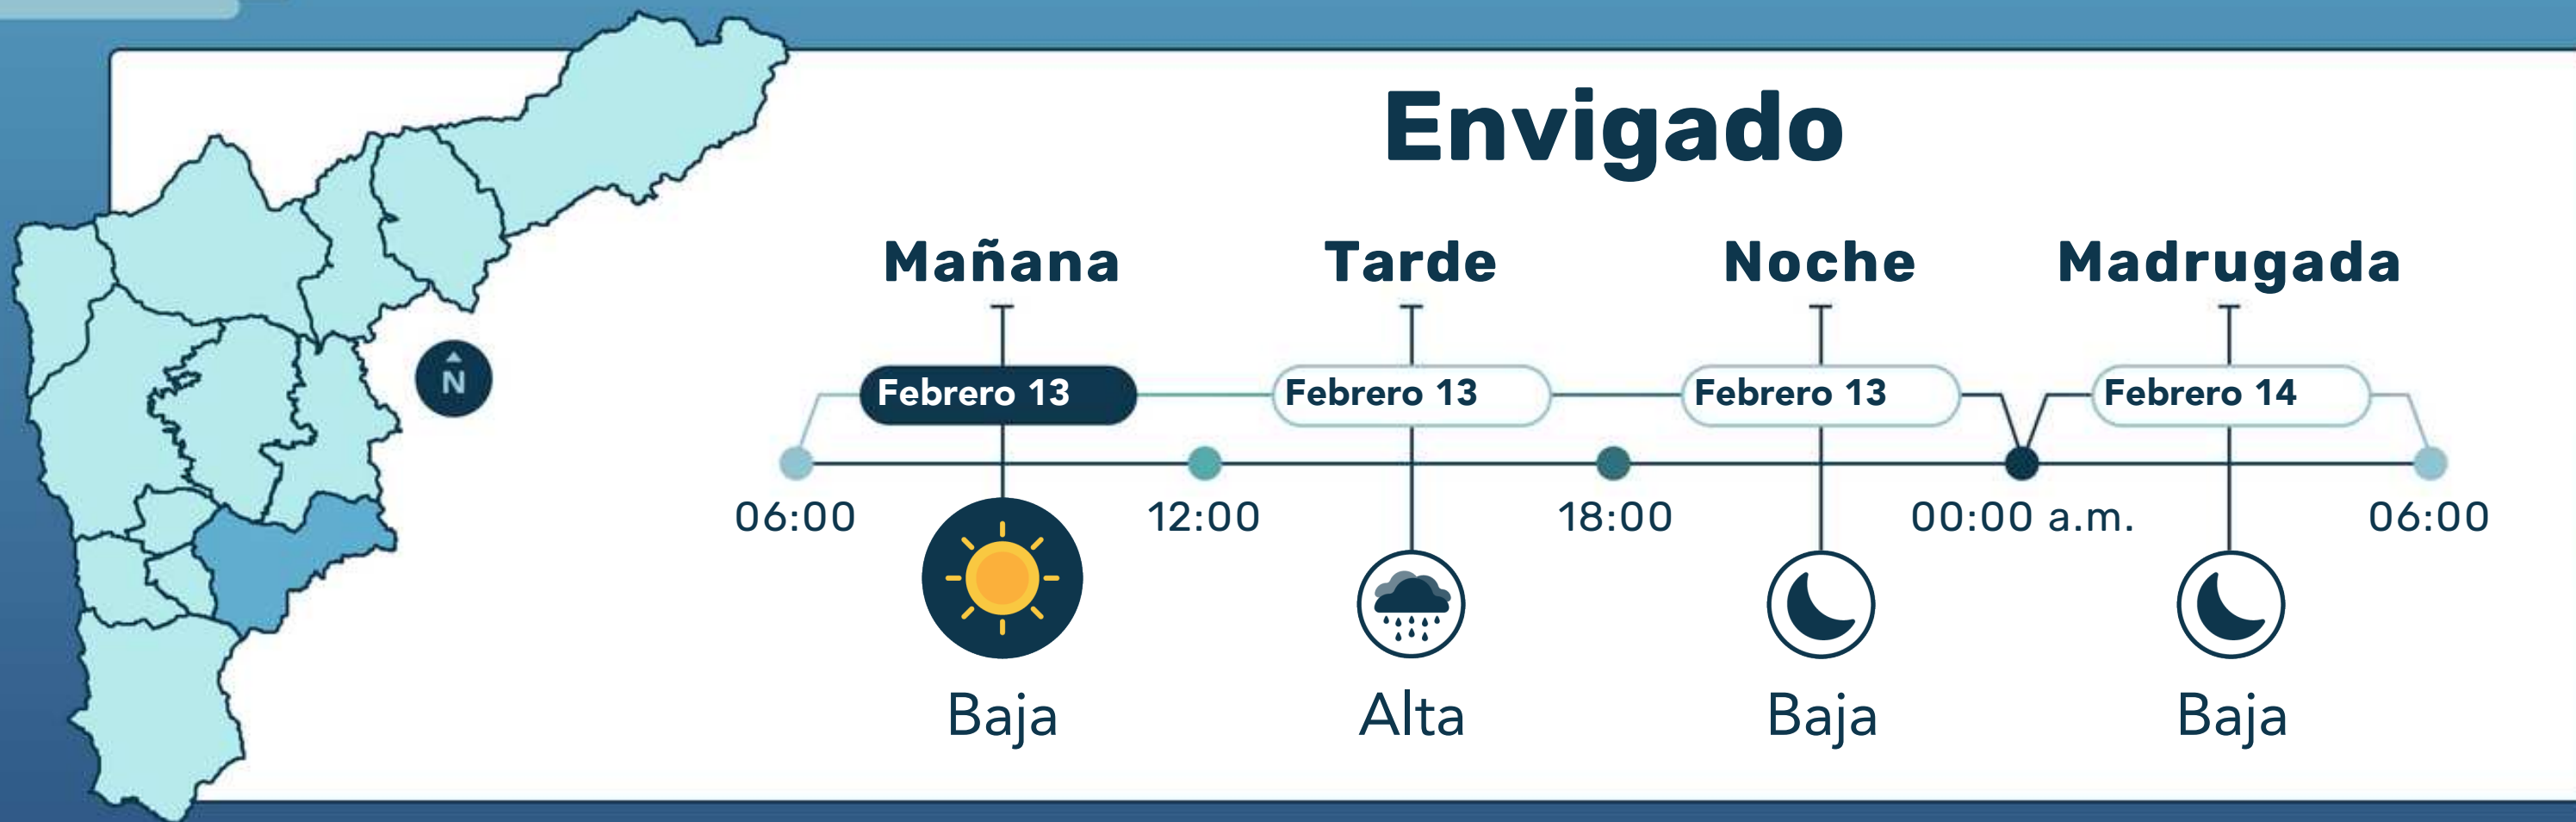 Envigado
Mañana Tarde Noche Madrugada
Febrero 13 Febrero 13 Febrero 13 Febrero 14
N
06:00 12:00 18:00 00:00 a.m. 06:00
Baja Alta Baja Baja